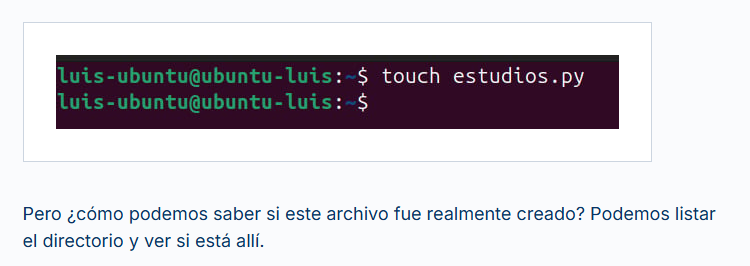 luis-ubuntu@ubuntu-luis:~$ touch estudios.py
luis-ubuntu@ubuntu-luis:~$
Pero ¿cómo podemos saber si este archivo fue realmente creado? Podemos listar
el directorio y ver si está allí.